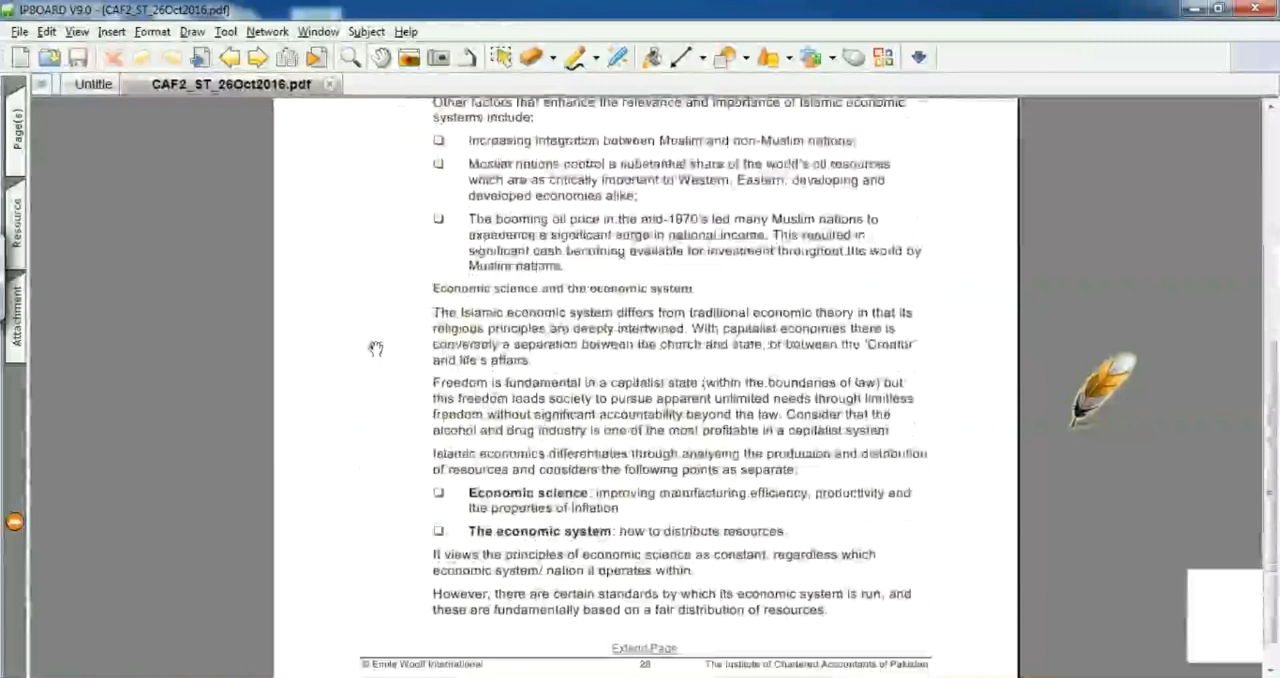 IPBOARD V9.0 - [CAF2_ST_26Oct2016.pdf]
File Edit View Insert Format Draw Tool Network Window Subject Help
Untitle CAF2_ST_26Oct2016.pdf
Page(s)
Resource
Attachment
Other factors that enhance the relevance and importance of Islamic economic
systems include:
❑ Increasing integration between Muslim and non-Muslim nations;
❑ Muslim nations control a substantial share of the world's oil resources
which are as critically important to Western, Eastern, developing and
developed economies alike;
❑ The booming oil price in the mid-1970's led many Muslim nations to
experience a significant surge in national income. This resulted in
significant cash becoming available for investment throughout the world by
Muslim nations.
Economic science and the economic system
The Islamic economic system differs from traditional economic theory in that its
religious principles are deeply intertwined. With capitalist economies there is
conversely a separation between the church and state, or between the 'Creator'
and life's affairs.
Freedom is fundamental in a capitalist state (within the boundaries of law) but
this freedom leads society to pursue apparent unlimited needs through limitless
freedom without significant accountability beyond the law. Consider that the
alcohol and drug industry is one of the most profitable in a capitalist system
Islamic economics differentiates through analysing the production and distribution
of resources and considers the following points as separate:
❑ Economic science: improving manufacturing efficiency, productivity and
the properties of inflation
❑ The economic system: how to distribute resources
It views the principles of economic science as constant, regardless which
economic system/ nation it operates within.
However, there are certain standards by which its economic system is run, and
these are fundamentally based on a fair distribution of resources.
Extend Page
© Emile Woolf International 28 The Institute of Chartered Accountants of Pakistan